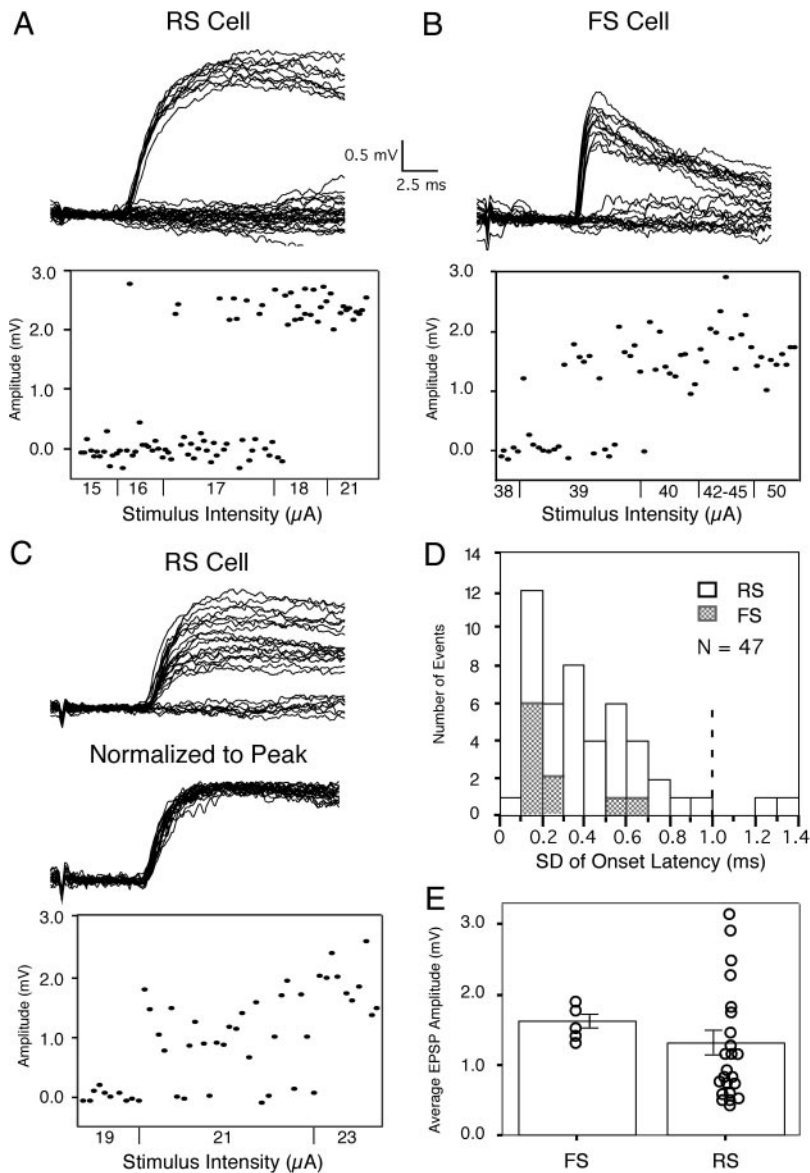 A
RS Cell
B
FS Cell
0.5 mV
2.5 ms
3.0
2.0
1.0
0.0
Amplitude (mV)
15 16 17 18 21
Stimulus Intensity (μA)
3.0
2.0
1.0
0.0
Amplitude (mV)
38 39 40 42-45 50
Stimulus Intensity (μA)
C
RS Cell
Normalized to Peak
3.0
2.0
1.0
0.0
Amplitude (mV)
19 21 23
Stimulus Intensity (μA)
D
14
12
10
8
6
4
2
0
Number of Events
RS
FS
N = 47
0 0.2 0.4 0.6 0.8 1.0 1.2 1.4
SD of Onset Latency (ms)
E
3.0
2.0
1.0
0.0
Average EPSP Amplitude (mV)
FS RS